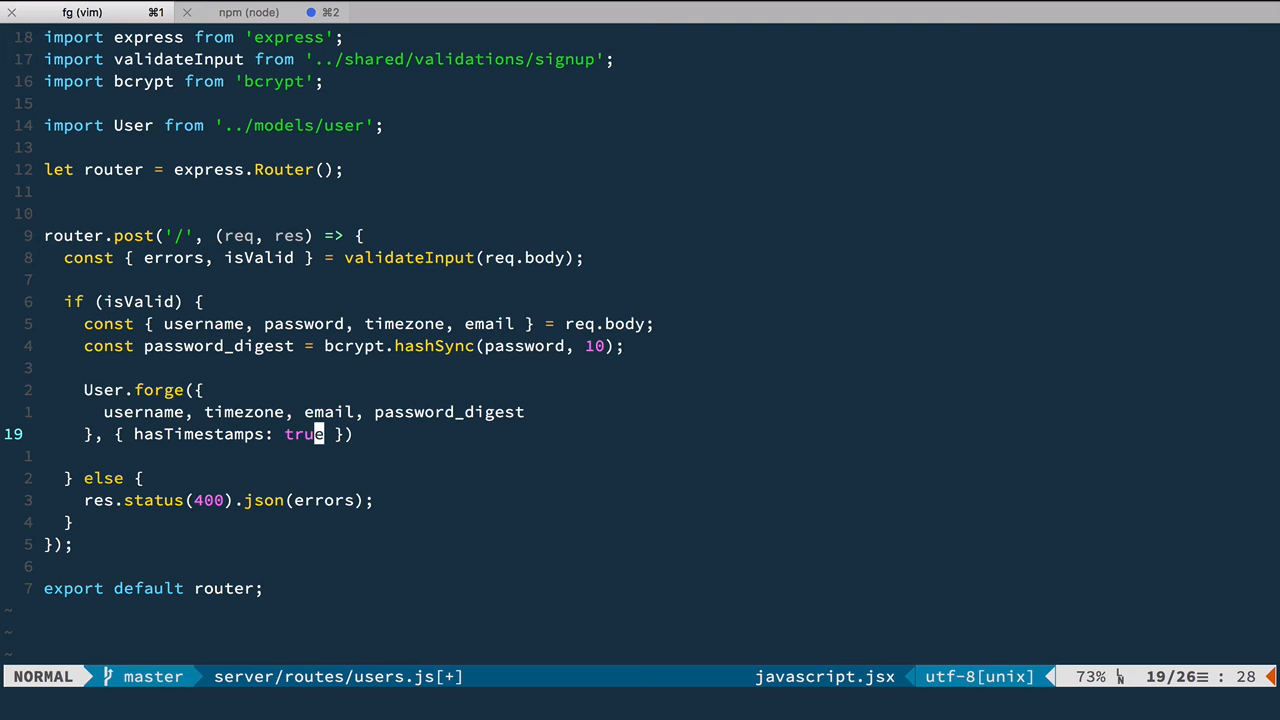 fg (vim) ⌘1 npm (node) ⌘2
18 import express from 'express';
17 import validateInput from '../shared/validations/signup';
16 import bcrypt from 'bcrypt';
15
14 import User from '../models/user';
13
12 let router = express.Router();
11
10
9 router.post('/', (req, res) => {
8   const { errors, isValid } = validateInput(req.body);
7
6   if (isValid) {
5     const { username, password, timezone, email } = req.body;
4     const password_digest = bcrypt.hashSync(password, 10);
3
2     User.forge({
1       username, timezone, email, password_digest
19     }, { hasTimestamps: true })
1
2   } else {
3     res.status(400).json(errors);
4   }
5 });
6
7 export default router;
~
~
~
NORMAL master server/routes/users.js[+] javascript.jsx utf-8[unix] 73% 19/26≡ : 28